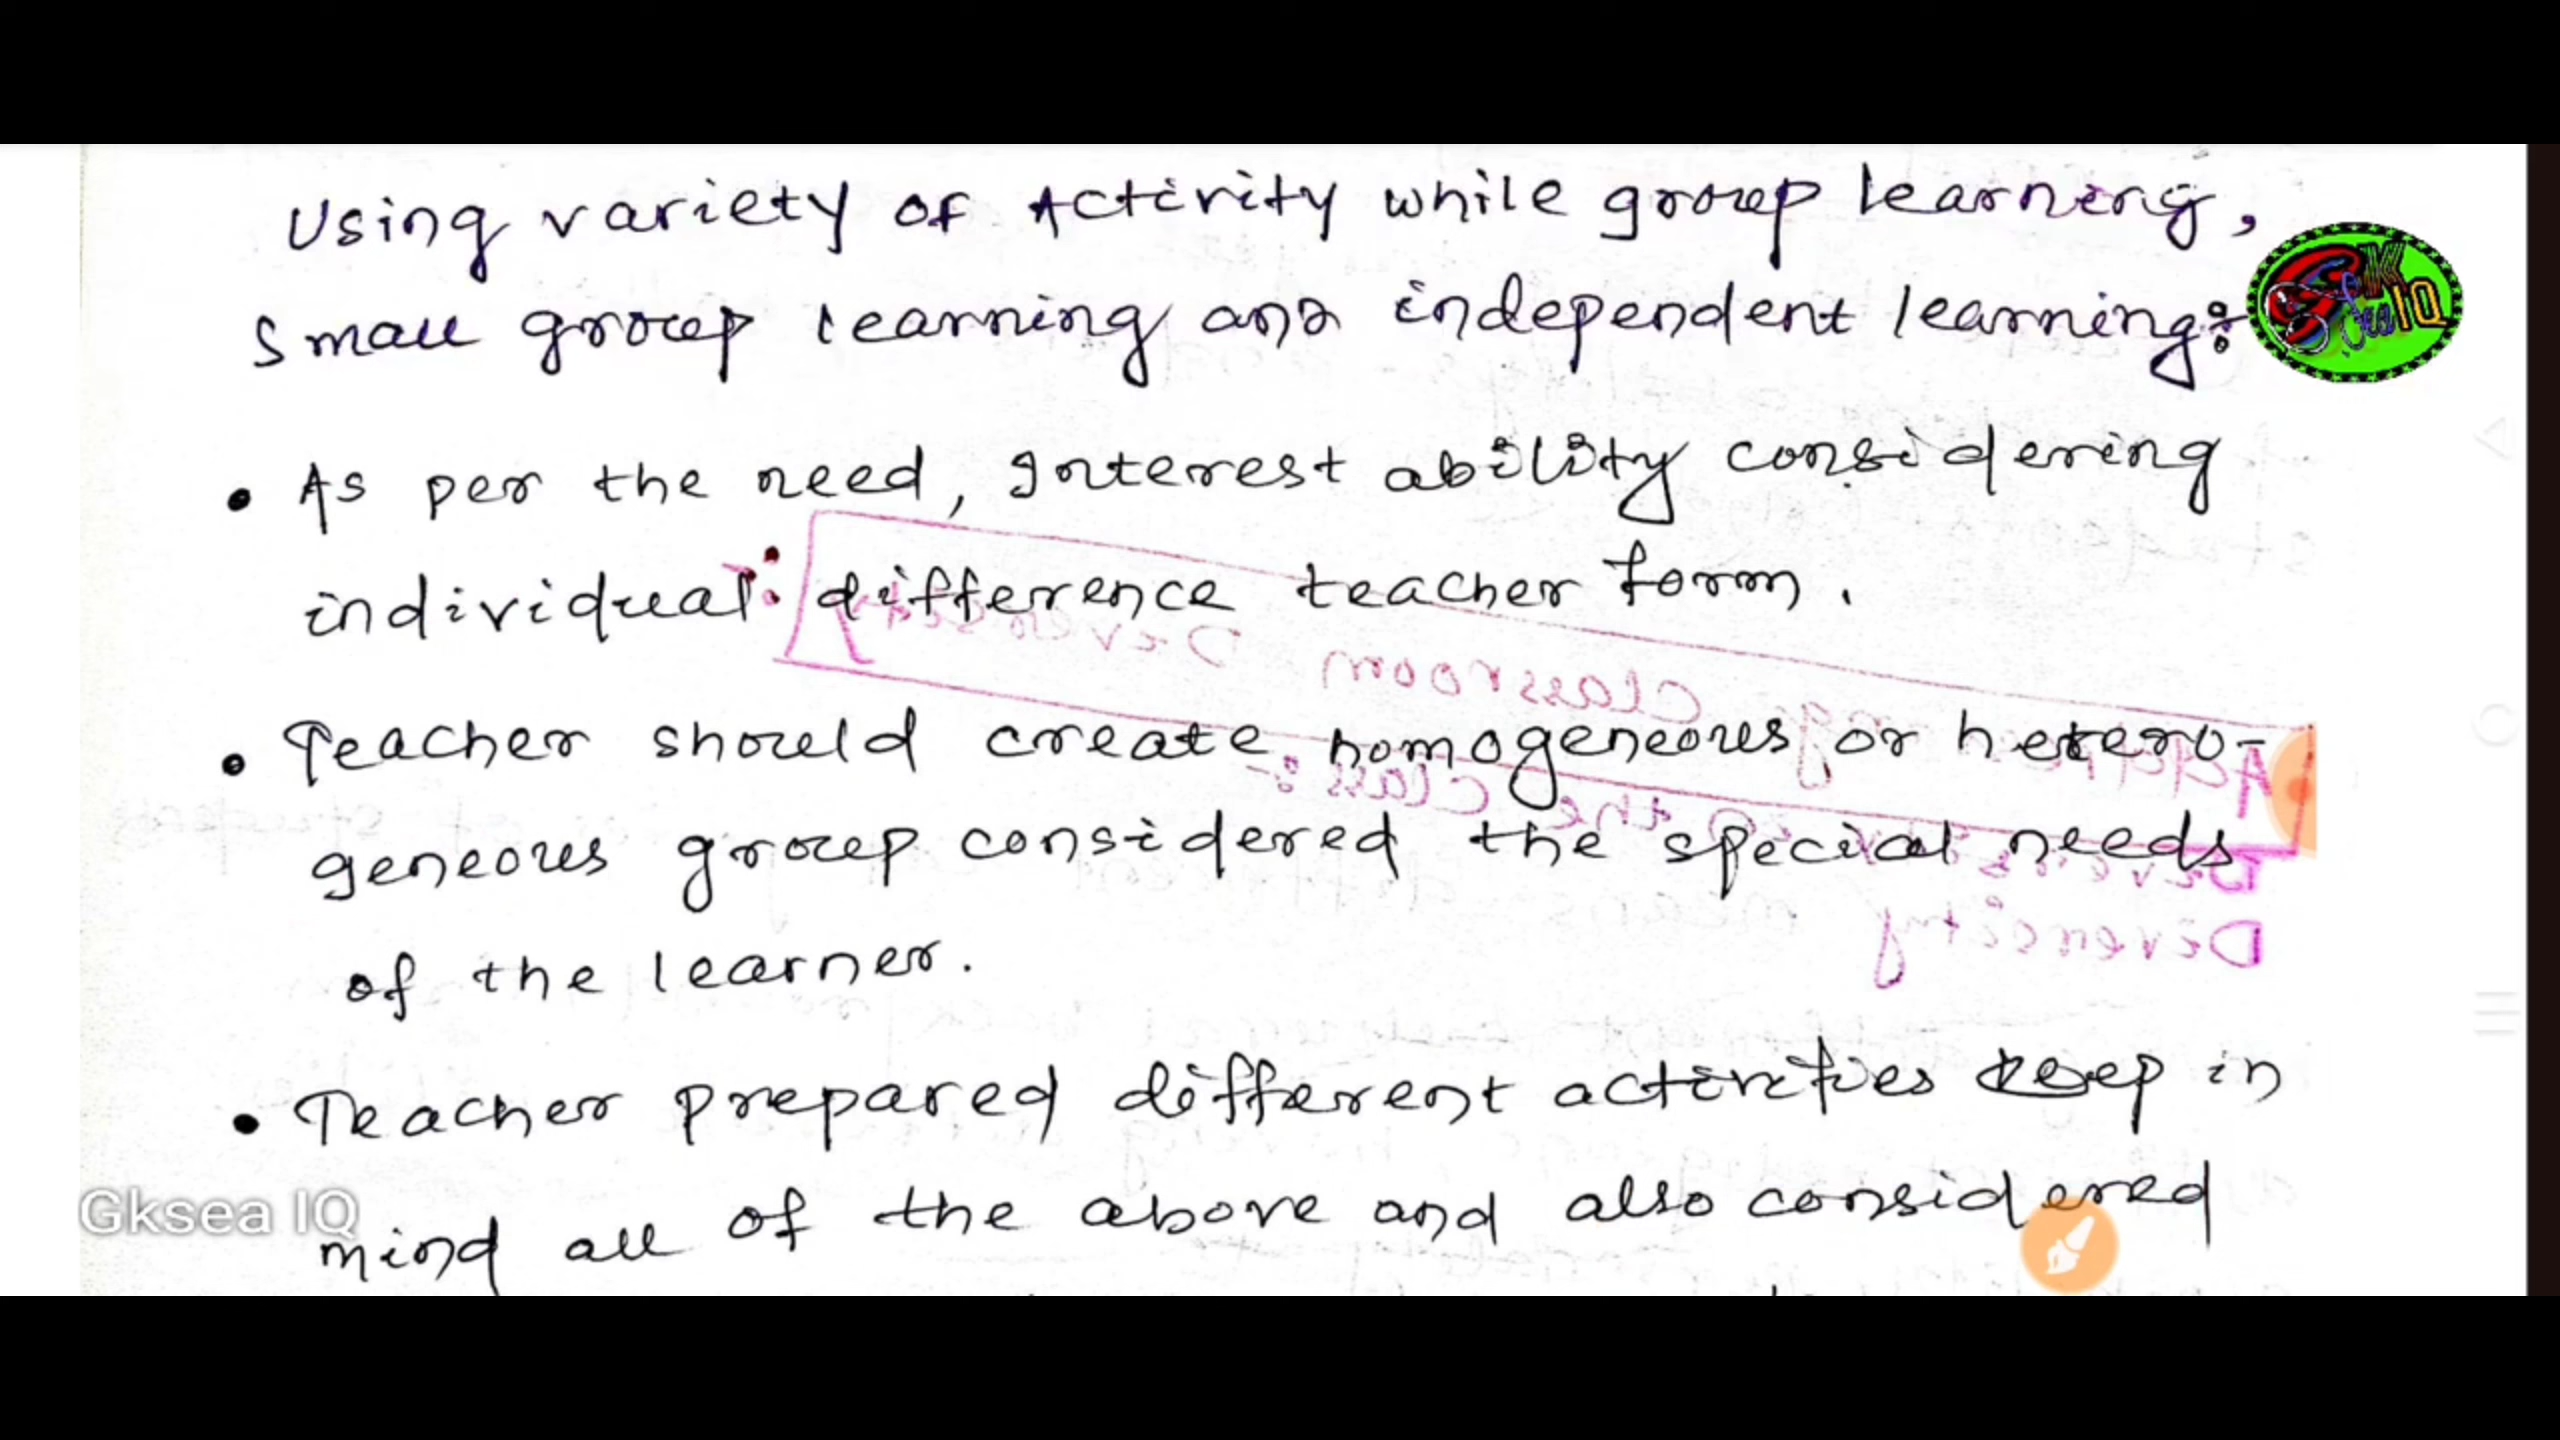 Using variety of Activity while group learning,
small group learning and independent learning:
• As per the need, Interest ability considering
individual difference teacher form.
• Teacher should create homogeneous or hetero-
geneous group considered the special needs
of the learner.
• Teacher prepared different activities keep in
mind all of the above and also considered
Gksea IQ